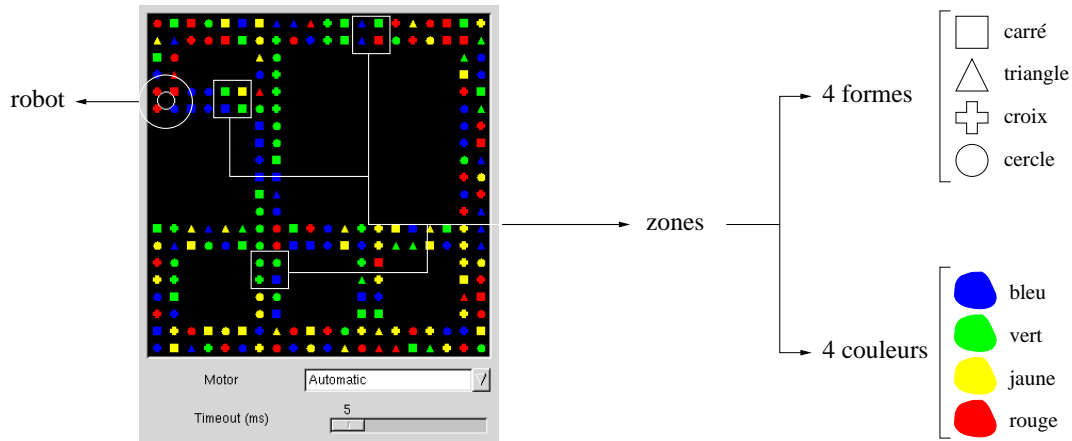 robot
Motor
Automatic
Timeout (ms)
5
zones
4 formes
carré
triangle
croix
cercle
4 couleurs
bleu
vert
jaune
rouge